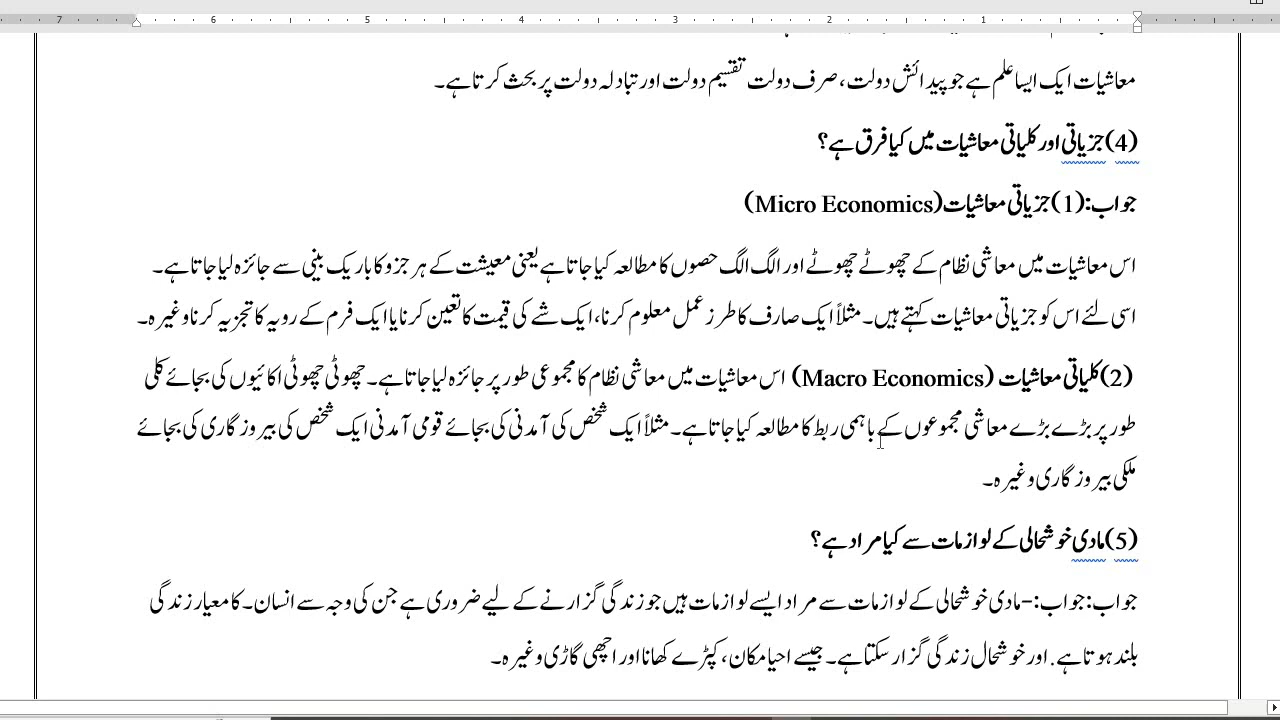 7 6 5 4 3 2 1
معاشیات ایک ایسا علم ہے جو پیدائش دولت ،صرف دولت تقسیم دولت اور تبادلہ دولت پر بحث کرتا ہے۔
(4)جزیاتی اور کلیاتی معاشیات میں کیا فرق ہے؟
جواب:(1)جزیاتی معاشیات(Micro Economics)
اس معاشیات میں معاشی نظام کے چھوٹے چھوٹے اور الگ الگ حصوں کا مطالعہ کیا جاتا ہے یعنی معیشت کے ہر جزو کا باریک بینی سے جائزہ لیا جاتا ہے۔
اسی لئے اس کو جزیاتی معاشیات کہتے ہیں۔ مثلاً ایک صارف کا طرز عمل معلوم کرنا، ایک شے کی قیمت کا تعین کرنا یا ایک فرم کے رویہ کا تجزیہ کرنا وغیرہ۔
(2)کلیاتی معاشیات (Macro Economics) اس معاشیات میں معاشی نظام کا مجموعی طور پر جائزہ لیا جاتا ہے۔ چھوٹی چھوٹی اکائیوں کی بجائے کلی
طور پر بڑے بڑے معاشی مجموعوں کے باہمی ربط کا مطالعہ کیا جاتا ہے۔ مثلاً ایک شخص کی آمدنی کی بجائے قومی آمدنی ایک شخص کی بیروزگاری کی بجائے
ملکی بیروزگاری وغیرہ۔
(5)مادی خوشحالی کے لوازمات سے کیا مراد ہے؟
جواب:جواب:-مادی خوشحالی کے لوازمات سے مراد ایسے لوازمات ہیں جو زندگی گزارنے کے لیے ضروری ہے جن کی وجہ سے انسان۔کا معیار زندگی
بلند ہوتا ہے. اور خوشحال زندگی گزار سکتا ہے۔ جیسے احیا مکان، کپڑے کھانا اور اچھی گاڑی وغیرہ۔